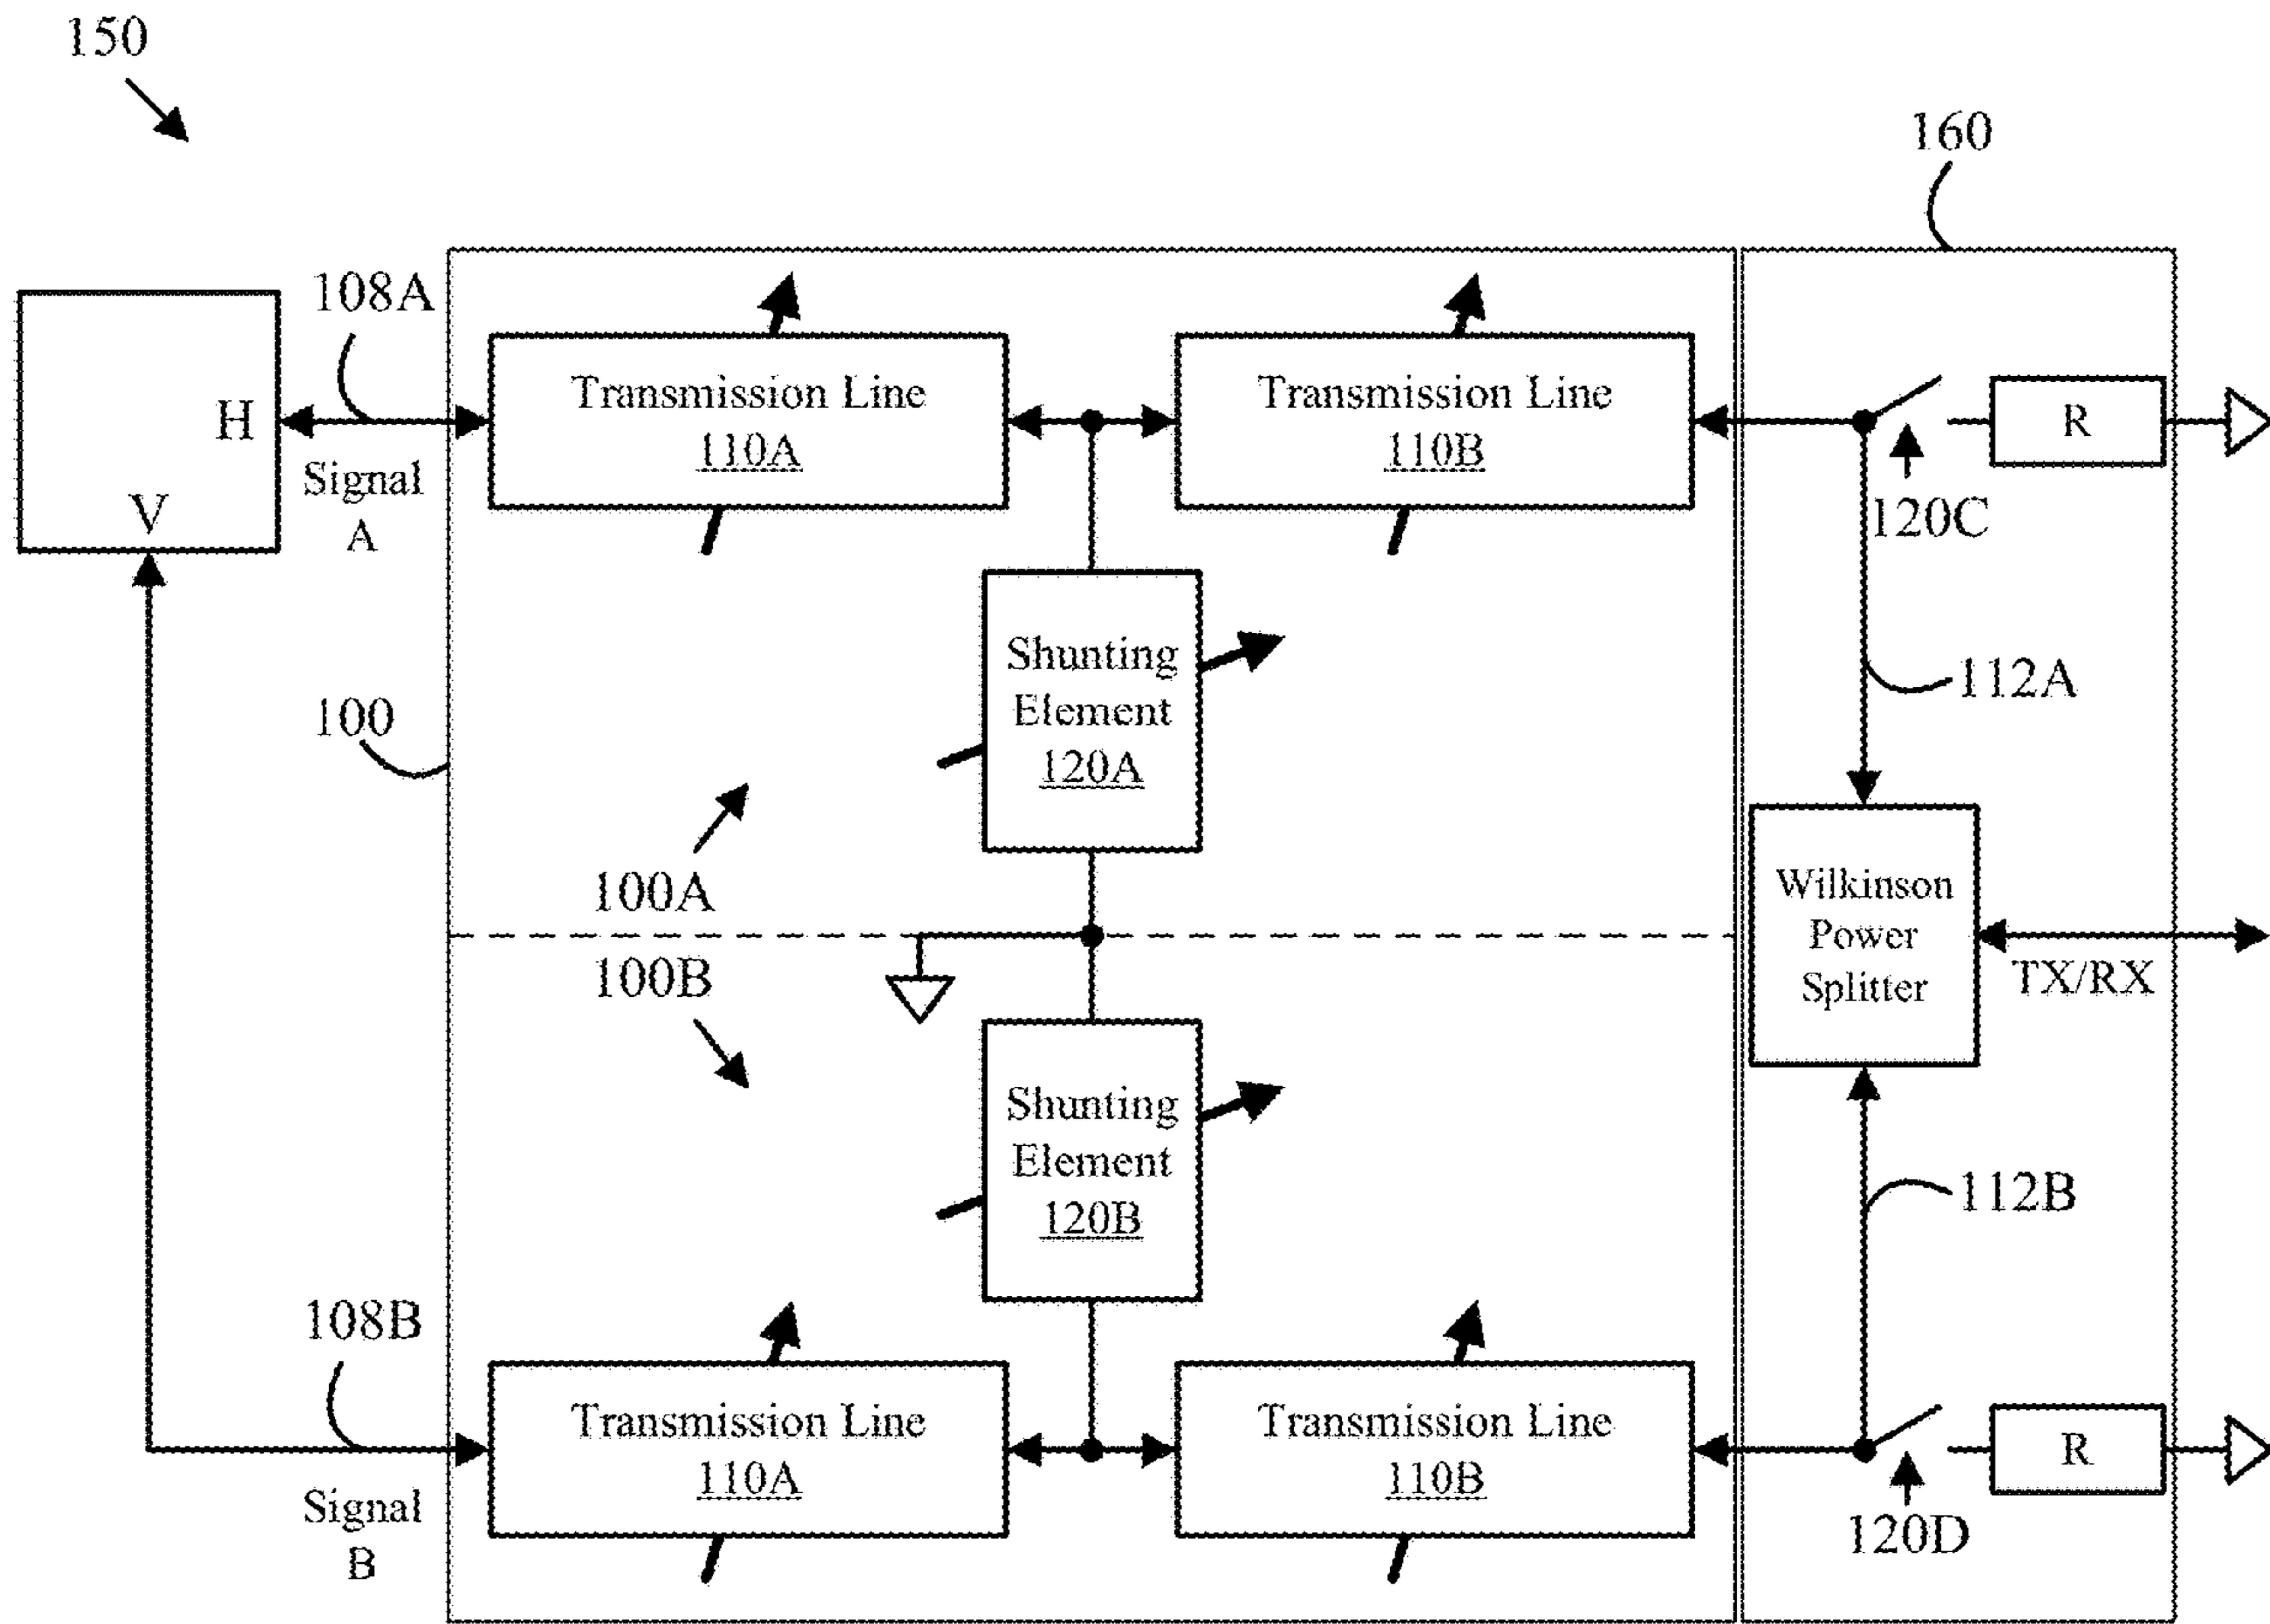 150
160
108A
H
V
Signal
A
Transmission Line
110A
Transmission Line
110B
R
120C
100
Shunting
Element
120A
112A
100A
100B
Wilkinson
Power
Splitter
TX/RX
Shunting
Element
120B
112B
108B
Signal
B
Transmission Line
110A
Transmission Line
110B
R
120D